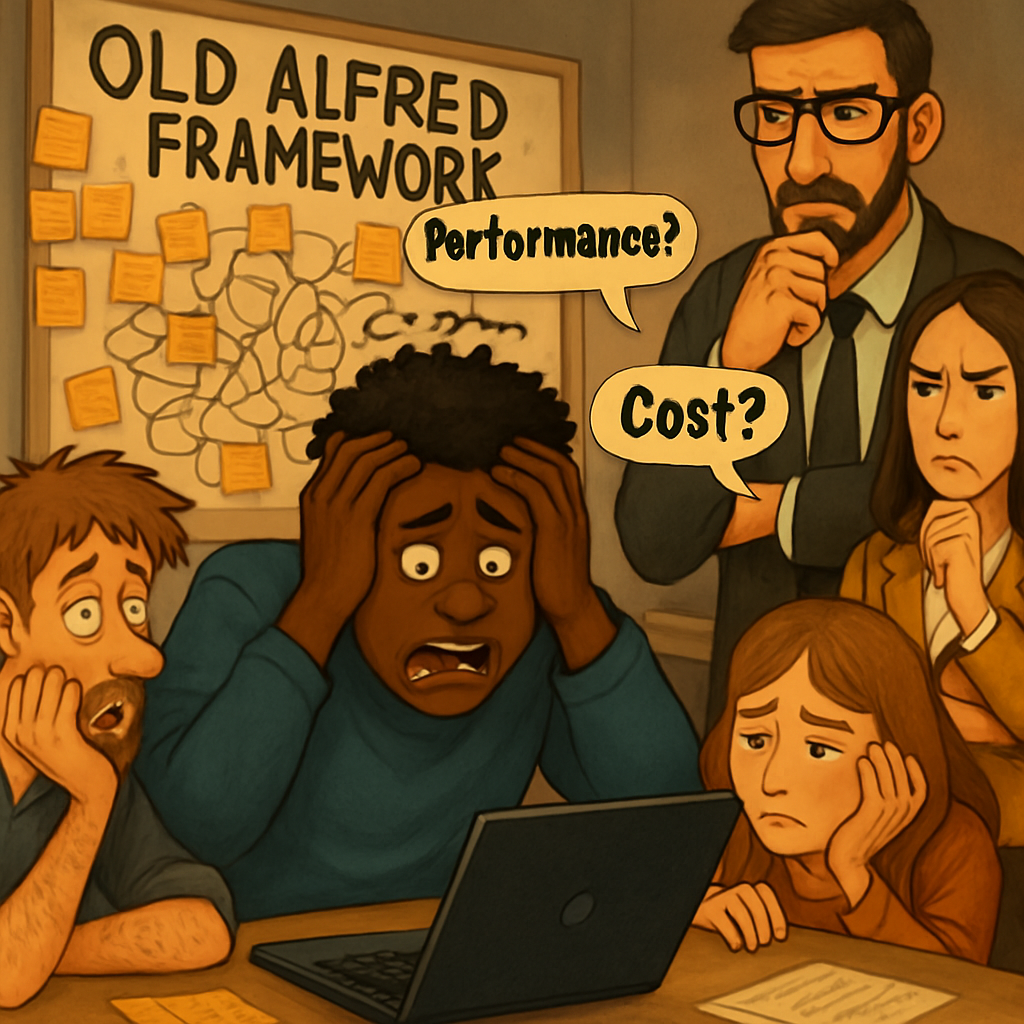 OLD ALFRED
FRAMEWORK
Performance?
Cost?